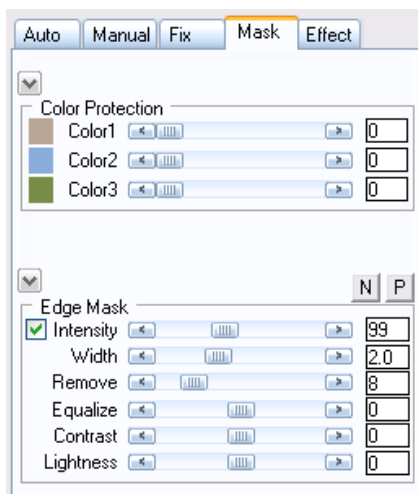 Auto Manual Fix Mask Effect
Color Protection
Color1 0
Color2 0
Color3 0
N P
Edge Mask
Intensity 99
Width 2.0
Remove 8
Equalize 0
Contrast 0
Lightness 0